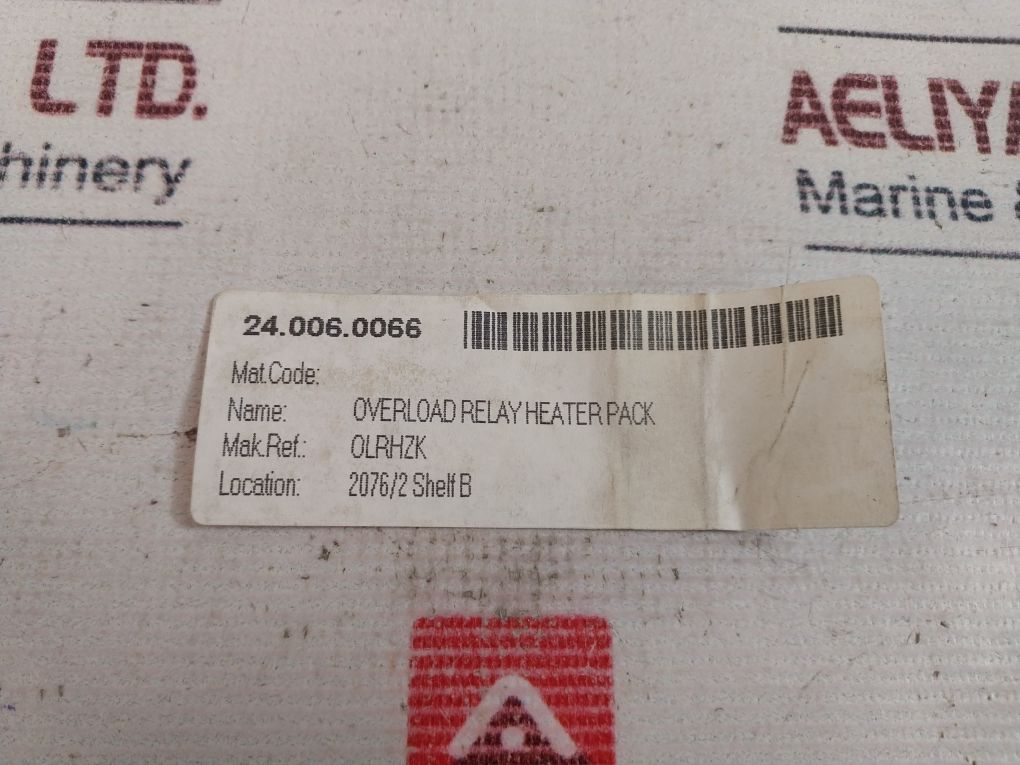 LTD.
hinery
AELIY
Marine &
24.006.0066
Mat.Code:
Name: OVERLOAD RELAY HEATER PACK
Mak.Ref.: OLRHZK
Location: 2076/2 Shelf B